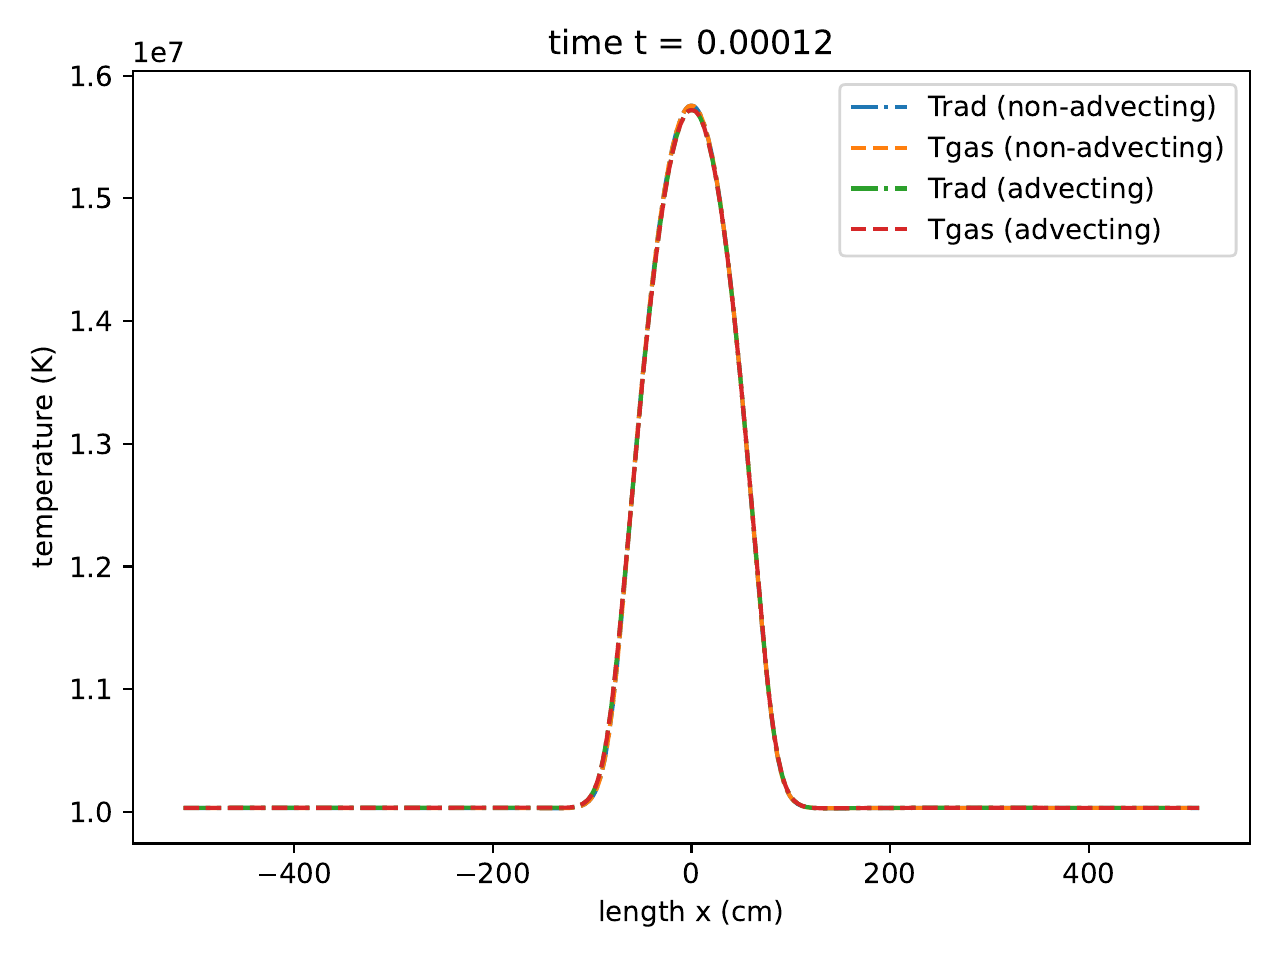 time t = 0.00012
1e7
1.6
1.5
1.4
1.3
1.2
1.1
1.0
temperature (K)
Trad (non-advecting)
Tgas (non-advecting)
Trad (advecting)
Tgas (advecting)
−400
−200
0
200
400
length x (cm)